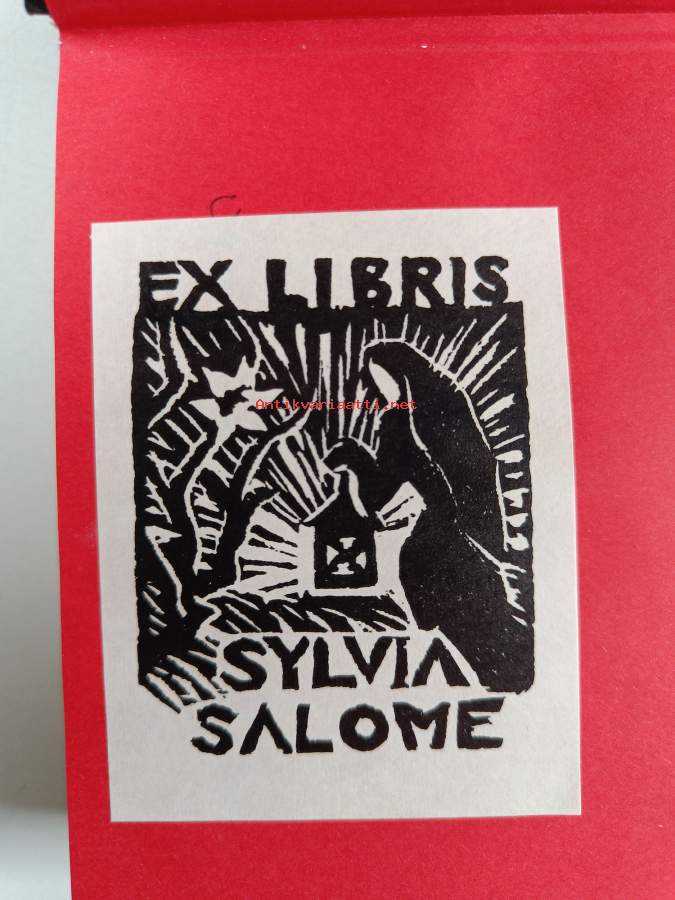 EX LIBRIS
Antikvariaatti.net
SYLVIA
SALOME